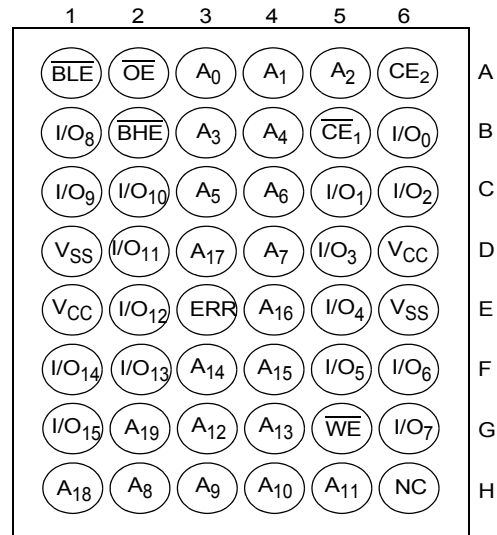 1 2 3 4 5 6
BLE OE A0 A1 A2 CE2 A
I/O8 BHE A3 A4 CE1 I/O0 B
I/O9 I/O10 A5 A6 I/O1 I/O2 C
VSS I/O11 A17 A7 I/O3 VCC D
VCC I/O12 ERR A16 I/O4 VSS E
I/O14 I/O13 A14 A15 I/O5 I/O6 F
I/O15 A19 A12 A13 WE I/O7 G
A18 A8 A9 A10 A11 NC H